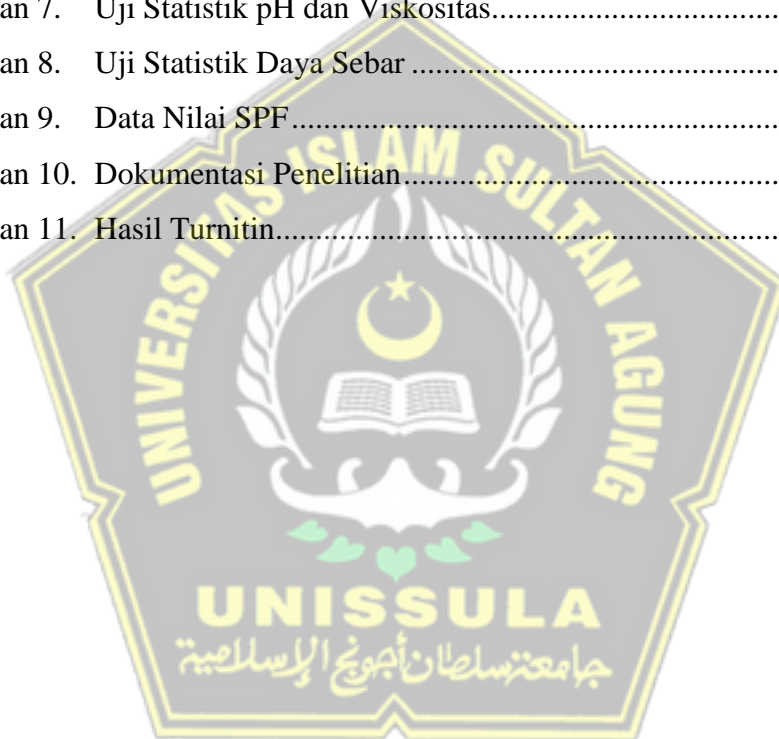 an 7. Uji Statistik pH dan Viskositas
an 8. Uji Statistik Daya Sebar
an 9. Data Nilai SPF
an 10. Dokumentasi Penelitian
an 11. Hasil Turnitin
UNIVERSITAS ISLAM SULTAN AGUNG
UNISSULA
جامعة سلطان أجونج الإسلامية